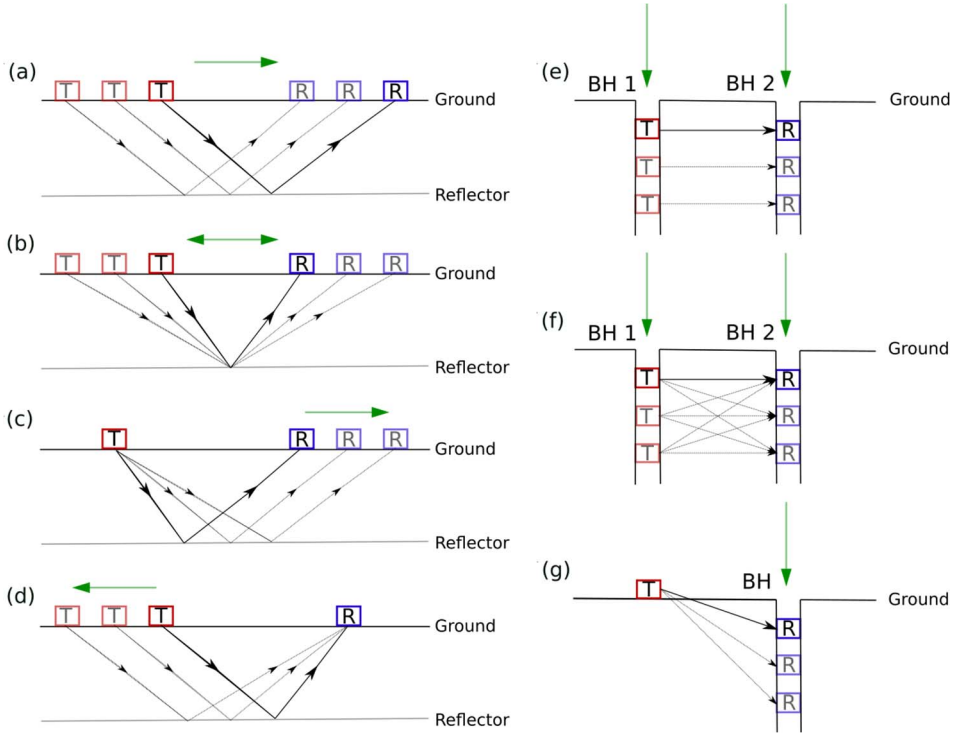 (a)
T T T R R R
Ground
Reflector
(b)
T T T R R R
Ground
Reflector
(c)
T R R R
Ground
Reflector
(d)
T T T R
Ground
Reflector
(e)
BH 1 BH 2
Ground
T R
T R
T R
(f)
BH 1 BH 2
Ground
T R
T R
T R
(g)
BH
T
Ground
R
R
R